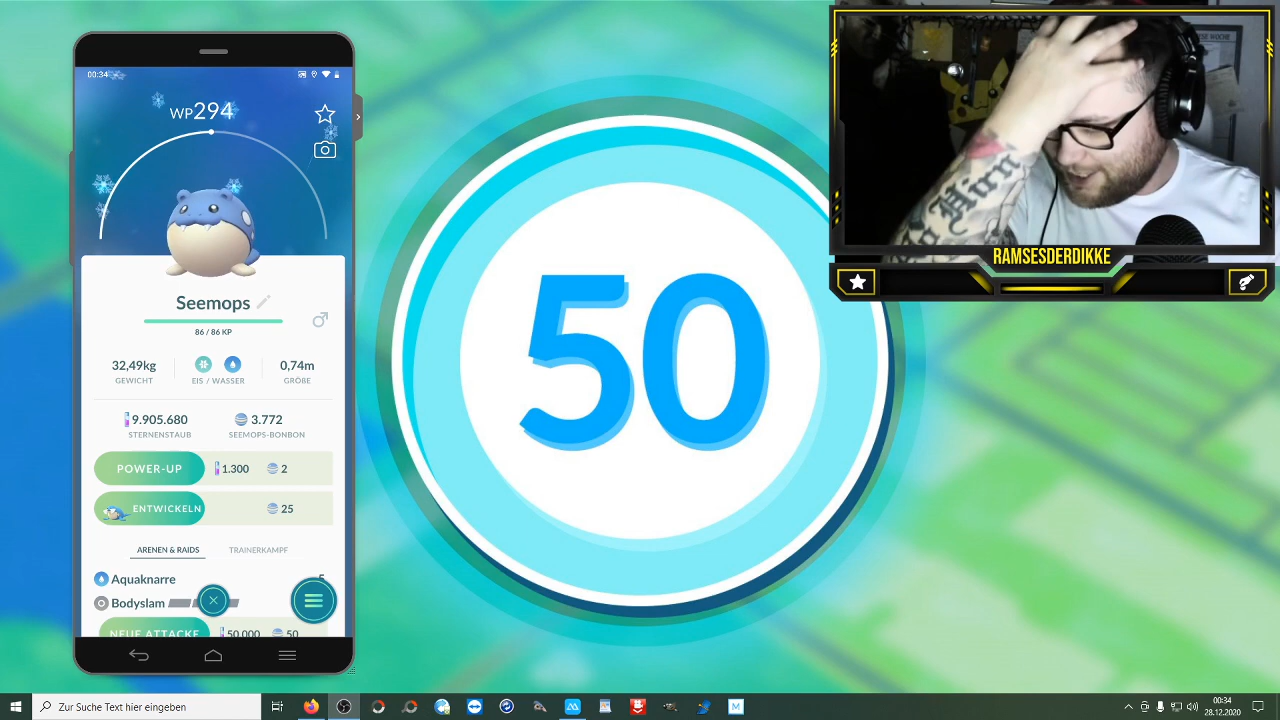 00:34
WP294
Seemops
86 / 86 KP
32,49kg
GEWICHT
EIS / WASSER
0,74m
GRÖßE
9.905.680
STERNENSTAUB
3.772
SEEMOPS-BONBON
POWER-UP
1.300
2
ENTWICKELN
25
ARENEN & RAIDS
TRAINERKAMPF
Aquaknarre
5
Bodyslam
NEUE ATTACKE
50.000
50
50
Hirn
RAMSESDERDIKKE
Zur Suche Text hier eingeben
00:34
28.12.2020